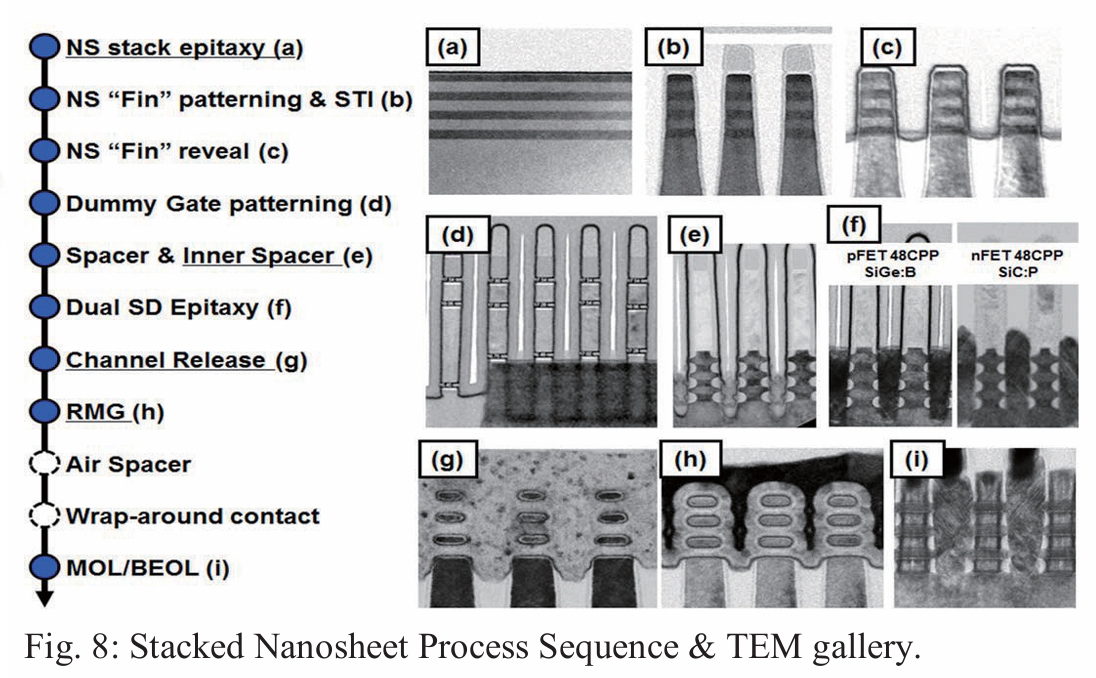 NS stack epitaxy (a)
NS “Fin” patterning & STI (b)
NS “Fin” reveal (c)
Dummy Gate patterning (d)
Spacer & Inner Spacer (e)
Dual SD Epitaxy (f)
Channel Release (g)
RMG (h)
Air Spacer
Wrap-around contact
MOL/BEOL (i)
(a)
(b)
(c)
(d)
(e)
(f)
pFET 48CPP
SiGe:B
nFET 48CPP
SiC:P
(g)
(h)
(i)
Fig. 8: Stacked Nanosheet Process Sequence & TEM gallery.